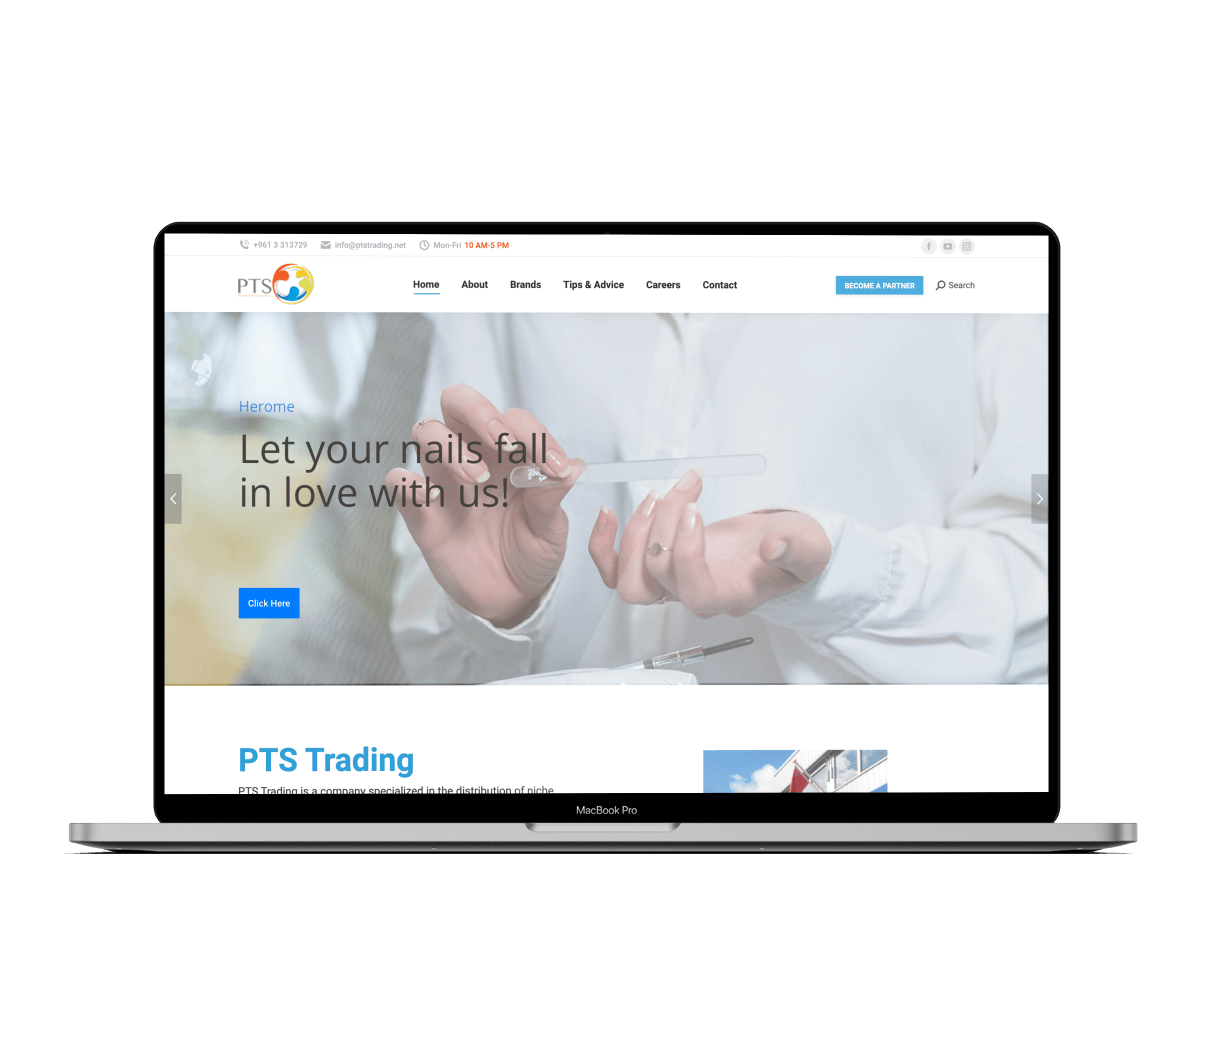 +961 3 313729
info@ptstrading.net
Mon-Fri 10 AM-5 PM
PTS
Home
About
Brands
Tips & Advice
Careers
Contact
BECOME A PARTNER
Search
Herome
Let your nails fall
in love with us!
Click Here
PTS Trading
PTS Trading is a company specialized in the distribution of niche
MacBook Pro